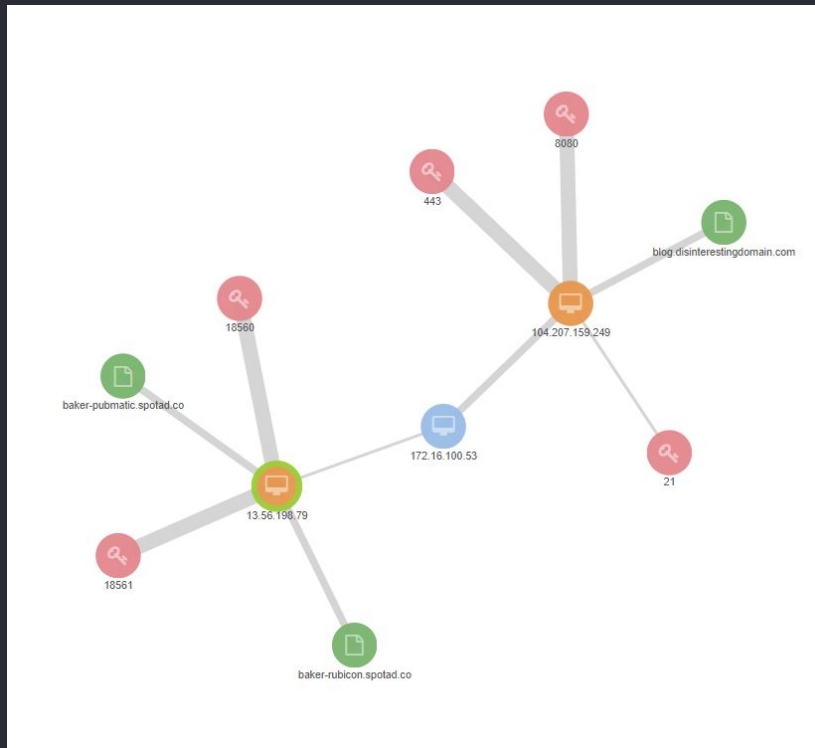 8080
443
blog.disinterestingdomain.com
18560
104.207.159.249
baker-pubmatic.spotad.co
172.16.100.53
21
13.56.198.79
18561
baker-rubicon.spotad.co